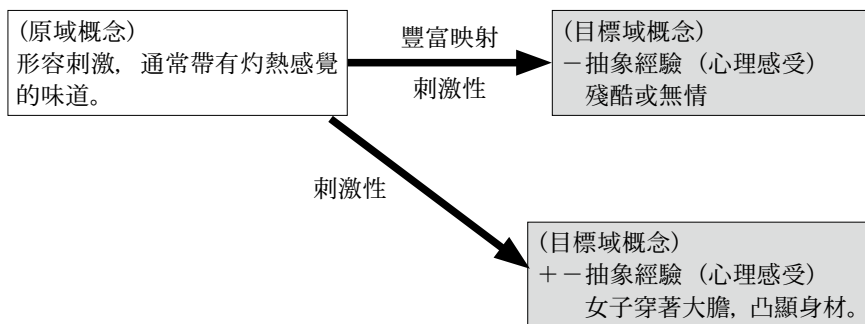 (原域概念)
形容刺激, 通常帶有灼熱感覺
的味道。
豐富映射
刺激性
(目標域概念)
－抽象經驗 (心理感受)
殘酷或無情
刺激性
(目標域概念)
＋－抽象經驗 (心理感受)
女子穿著大膽, 凸顯身材。